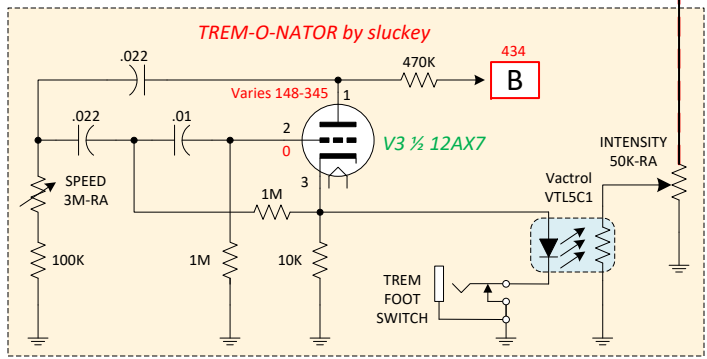 TREM-O-NATOR by sluckey
.022
470K
434
B
Varies 148-345
1
.022
.01
2
0
V3 ½ 12AX7
INTENSITY
50K-RA
3
Vactrol
VTL5C1
SPEED
3M-RA
1M
100K
1M
10K
TREM
FOOT
SWITCH